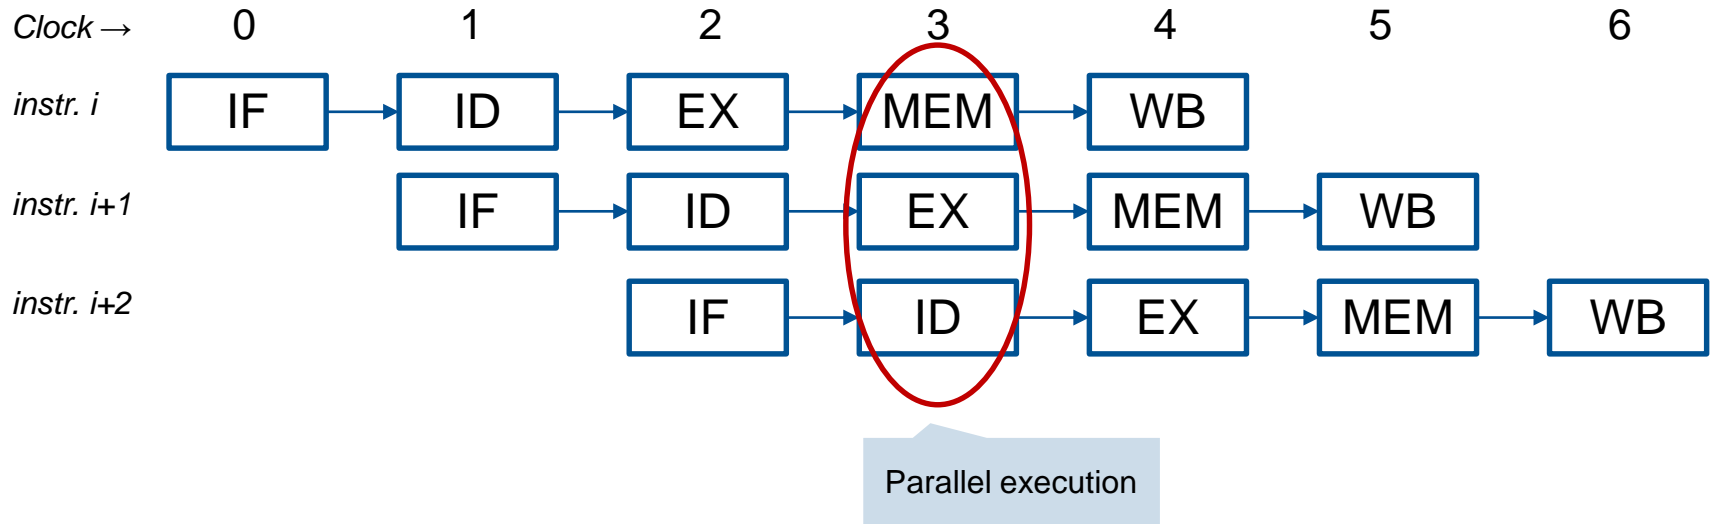 Clock → 0 1 2 3 4 5 6
instr. i IF ID EX MEM WB
instr. i+1 IF ID EX MEM WB
instr. i+2 IF ID EX MEM WB
Parallel execution